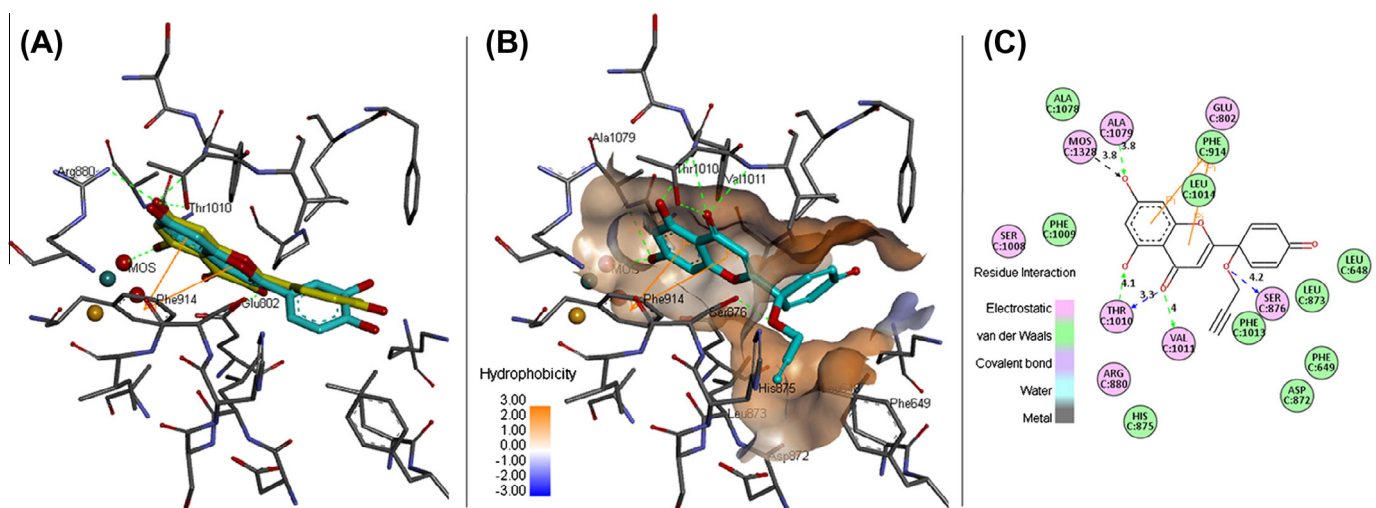 (A)
Arg880
Thr1010
MOS
Phe914
Glu802
(B)
Ala1079
Thr1010
Val1011
MOS
Phe914
Ser876
His875
Leu648
Leu873
Phe649
Asp872
Hydrophobicity
3.00
2.00
1.00
0.00
-1.00
-2.00
-3.00
(C)
ALA
C:1078
ALA
C:1079
GLU
C:802
MOS
C:1328
3.8
3.8
PHE
C:914
LEU
C:1014
Pi
Pi
SER
C:1008
PHE
C:1009
O
O
O
O
O
O
4.1
3.3
4
4.2
LEU
C:648
LEU
C:873
SER
C:876
PHE
C:1013
THR
C:1010
VAL
C:1011
PHE
C:649
ARG
C:880
ASP
C:872
HIS
C:875
Residue Interaction
Electrostatic
van der Waals
Covalent bond
Water
Metal